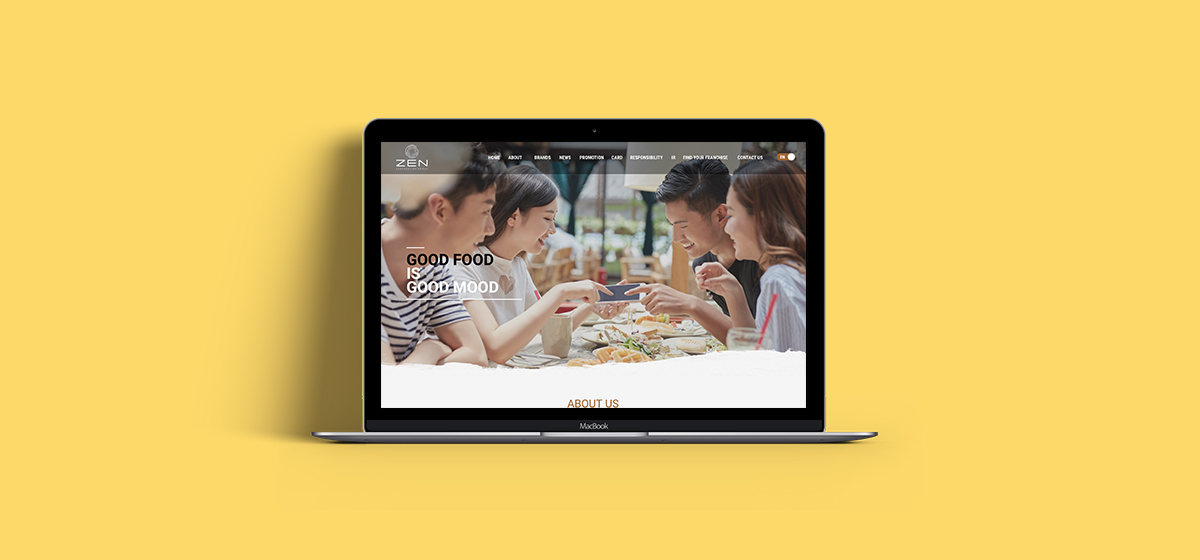 ZEN
HOME ABOUT BRANDS NEWS PROMOTION CARD RESPONSIBILITY IR FIND YOUR FRANCHISE CONTACT US EN
GOOD FOOD
IS
GOOD MOOD
ABOUT US
MacBook